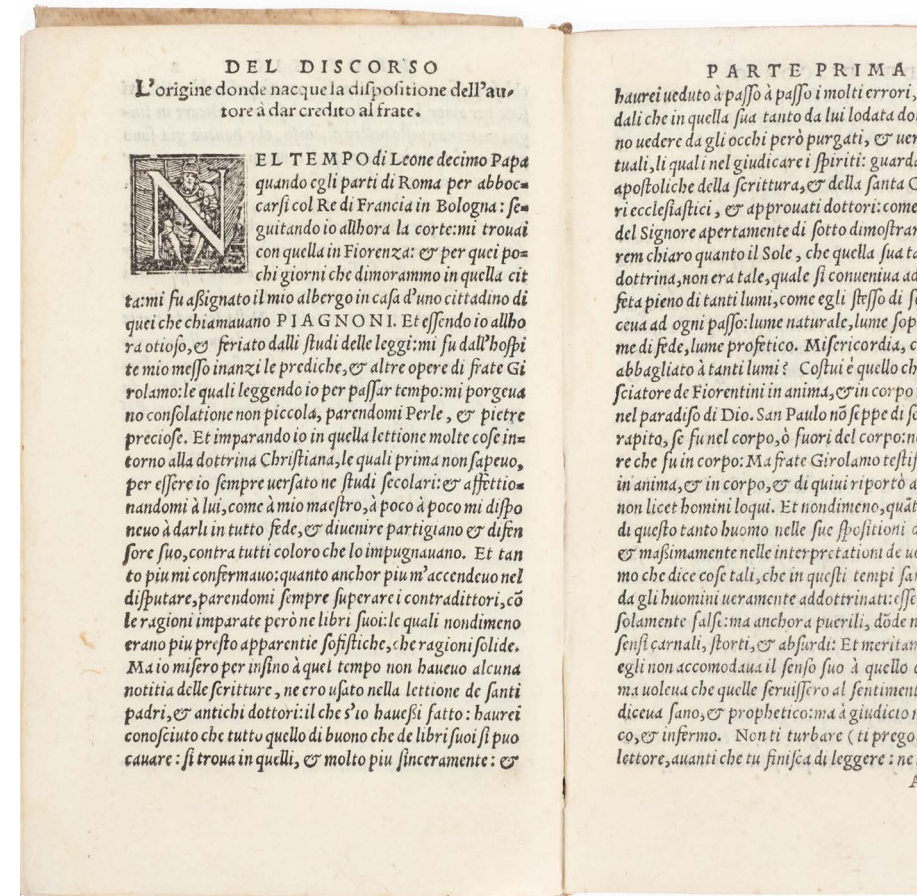 DEL DISCORSO
L'origine donde nacque la dispositione dell'au-
tore à dar credito al frate.
NEL TEMPO di Leone decimo Papa
quando egli parti di Roma per abboc=
carsi col Re di Francia in Bologna: se=
guitando io allhora la corte: mi trouai
con quella in Fiorenza: & per quei po=
chi giorni che dimorammo in quella cit
ta: mi fu aßignato il mio albergo in casa d'uno cittadino di
quei che chiamauano PIAGNONI. Et essendo io allho
ra otioso, & feriato dalli studi delle leggi: mi fu dall'hospi
te mio messo inanzi le prediche, & altre opere di frate Gi
rolamo: le quali leggendo io per passar tempo: mi porgeua
no consolatione non piccola, parendomi Perle, & pietre
preciose. Et imparando io in quella lettione molte cose in=
torno alla dottrina Christiana, le quali prima non sapeuo,
per essere io sempre uersato ne studi secolari: & affettio=
nandomi à lui, come à mio maestro, à poco à poco mi dispo
neuo à darli in tutto fede, & diuenire partigiano & difen
sore suo, contra tutti coloro che lo impugnauano. Et tan
to piu mi confermauo: quanto anchor piu m'accendeuo nel
disputare, parendomi sempre superare i contradittori, cō
le ragioni imparate però ne libri suoi: le quali nondimeno
erano piu presto apparentie sofistiche, che ragioni solide.
Ma io misero per insino à quel tempo non haueuo alcuna
notitia delle scritture, ne ero usato nella lettione de santi
padri, & antichi dottori: il che s'io haueßi fatto: haurei
conosciuto che tutto quello di buono che de libri suoi si puo
cauare: si troua in quelli, & molto piu sinceramente: &
PARTE PRIMA
haurei ueduto à passo à passo i molti errori,
dali che in quella sua tanto da lui lodata
no uedere da gli occhi però purgati, &
tuali, li quali nel giudicare i spiriti:
apostoliche della scrittura, & della santa
ri ecclesiastici, & approuati dottori: come
del Signore apertamente di sotto
rem chiaro quanto il Sole, che quella sua
dottrina, non era tale, quale si conueniua
feta pieno di tanti lumi, come egli stesso di
ceua ad ogni passo: lume naturale, lume
me di fede, lume profetico. Misericordia,
abbagliato à tanti lumi? Costui è quello
sciatore de Fiorentini in anima, & in corpo
nel paradiso di Dio. San Paulo nō seppe di
rapito, se fu nel corpo, ò fuori del corpo:
re che fu in corpo: Ma frate Girolamo
in anima, & in corpo, & di quiui riportò
non licet homini loqui. Et nondimeno,
di questo tanto huomo nelle sue spositioni
& maßimamente nelle interpretationi de
mo che dice cose tali, che in questi tempi
da gli huomini ueramente addottrinati:
solamente false: ma anchora puerili, dōde
sensi carnali, storti, & absurdi: Et
egli non accomodaua il senso suo à quello
ma uoleua che quelle seruissero al
diceua sano, & prophetico: ma à giudicio
co, & infermo. Non ti turbare (ti prego
lettore, auanti che tu finisca di leggere: ne